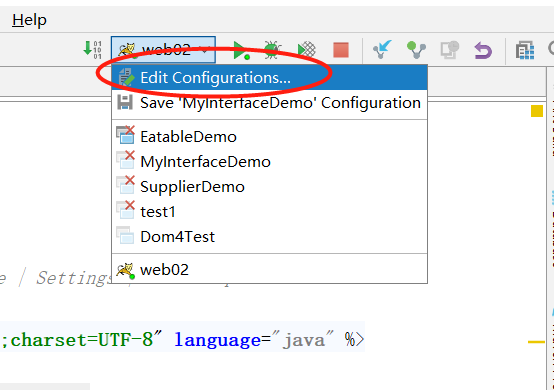 Help
web02
Edit Configurations...
Save 'MyInterfaceDemo' Configuration
EatableDemo
MyInterfaceDemo
SupplierDemo
test1
Dom4Test
web02
e / Settings /
;charset=UTF-8" language="java" %>